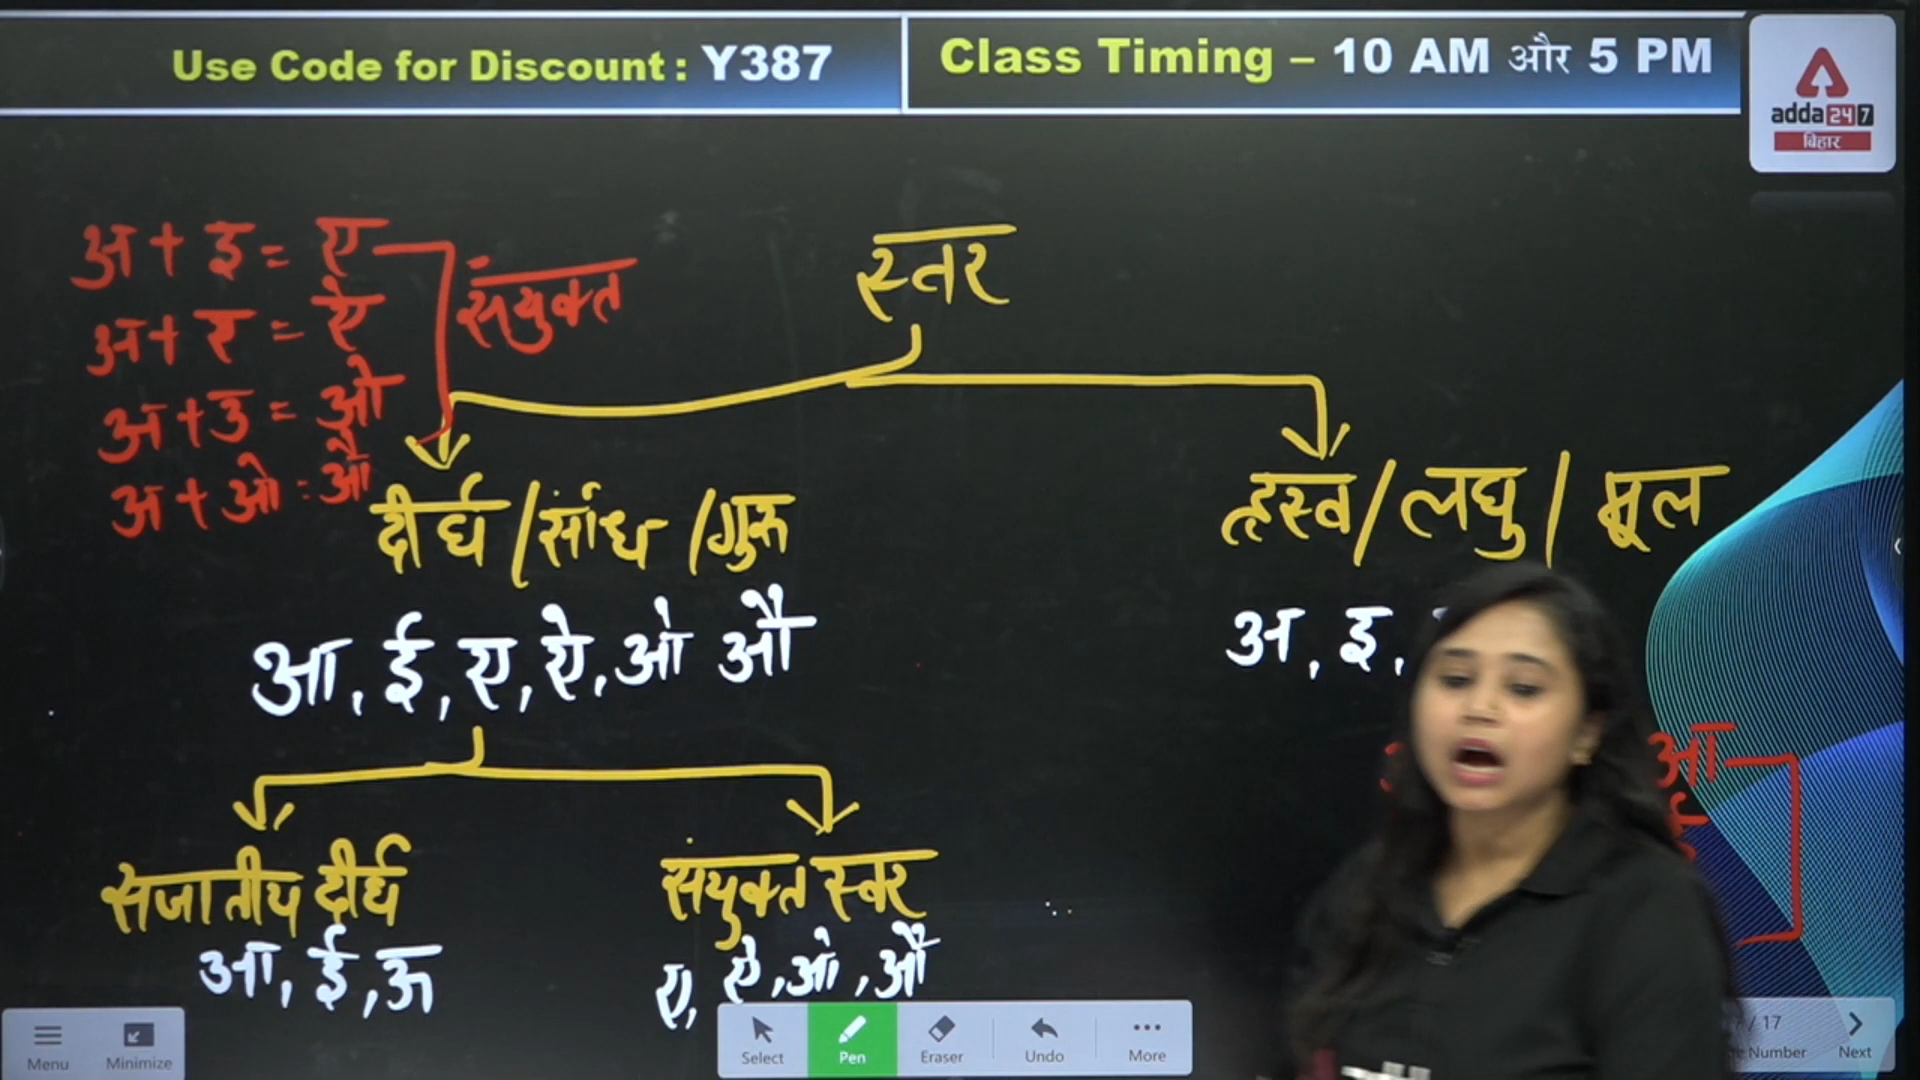 Use Code for Discount : Y387
Class Timing – 10 AM और 5 PM
adda247
बिहार
अ + इ = ए
अ + ए = ऐ
अ + उ = ओ
अ + ओ = औ
संयुक्त
स्वर
दीर्घ / संधि / गुरू
ह्रस्व / लघु / मूल
आ, ई, ए, ऐ, ओ औ
अ, इ,
आ
सजातीय दीर्घ
संयुक्त स्वर
आ, ई, ऊ
ए, ऐ, ओ, औ
Menu
Minimize
Select
Pen
Eraser
Undo
More
/ 17
Number
Next